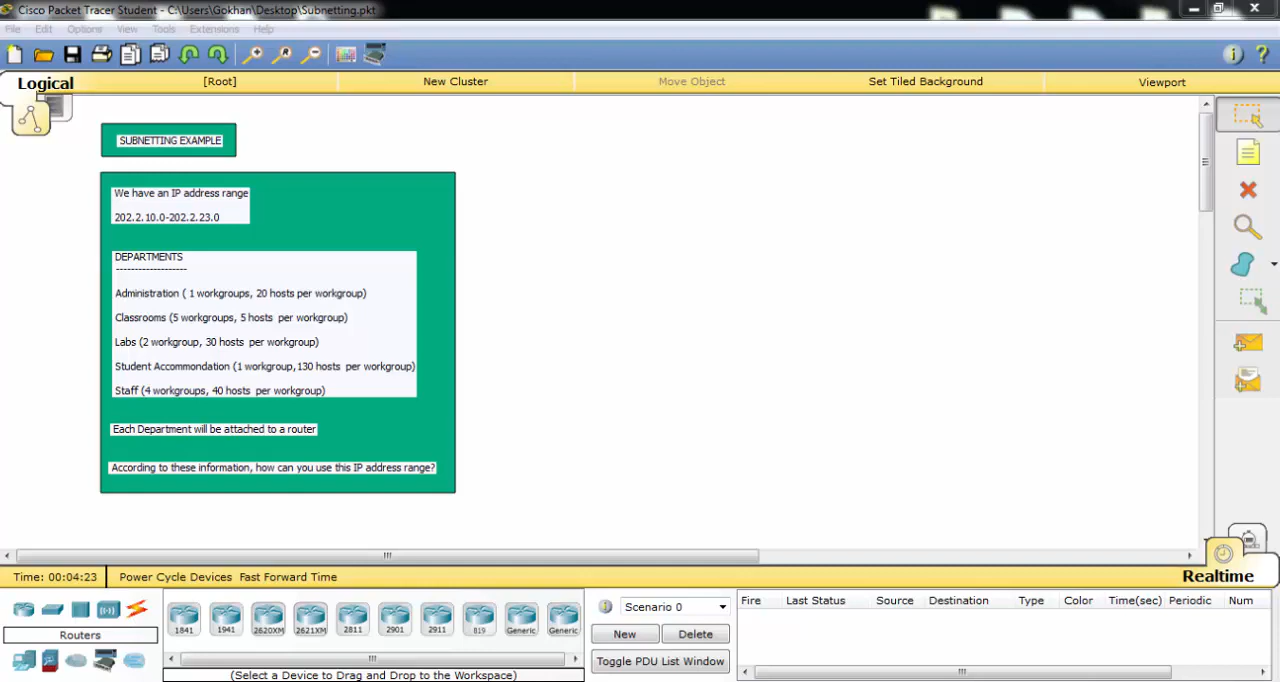 Cisco Packet Tracer Student - C:\Users\Gokhan\Desktop\Subnetting.pkt
File Edit Options View Tools Extensions Help
Logical [Root] New Cluster Move Object Set Tiled Background Viewport
SUBNETTING EXAMPLE
We have an IP address range
202.2.10.0-202.2.23.0
DEPARTMENTS
-------------------
Administration ( 1 workgroups, 20 hosts per workgroup)
Classrooms (5 workgroups, 5 hosts per workgroup)
Labs (2 workgroup, 30 hosts per workgroup)
Student Accommondation (1 workgroup,130 hosts per workgroup)
Staff (4 workgroups, 40 hosts per workgroup)
Each Department will be attached to a router
According to these information, how can you use this IP address range?
Time: 00:04:23 Power Cycle Devices Fast Forward Time Realtime
Routers
1841 1941 2620XM 2621XM 2811 2901 2911 819 Generic Generic
(Select a Device to Drag and Drop to the Workspace)
Scenario 0
New Delete
Toggle PDU List Window
Fire Last Status Source Destination Type Color Time(sec) Periodic Num